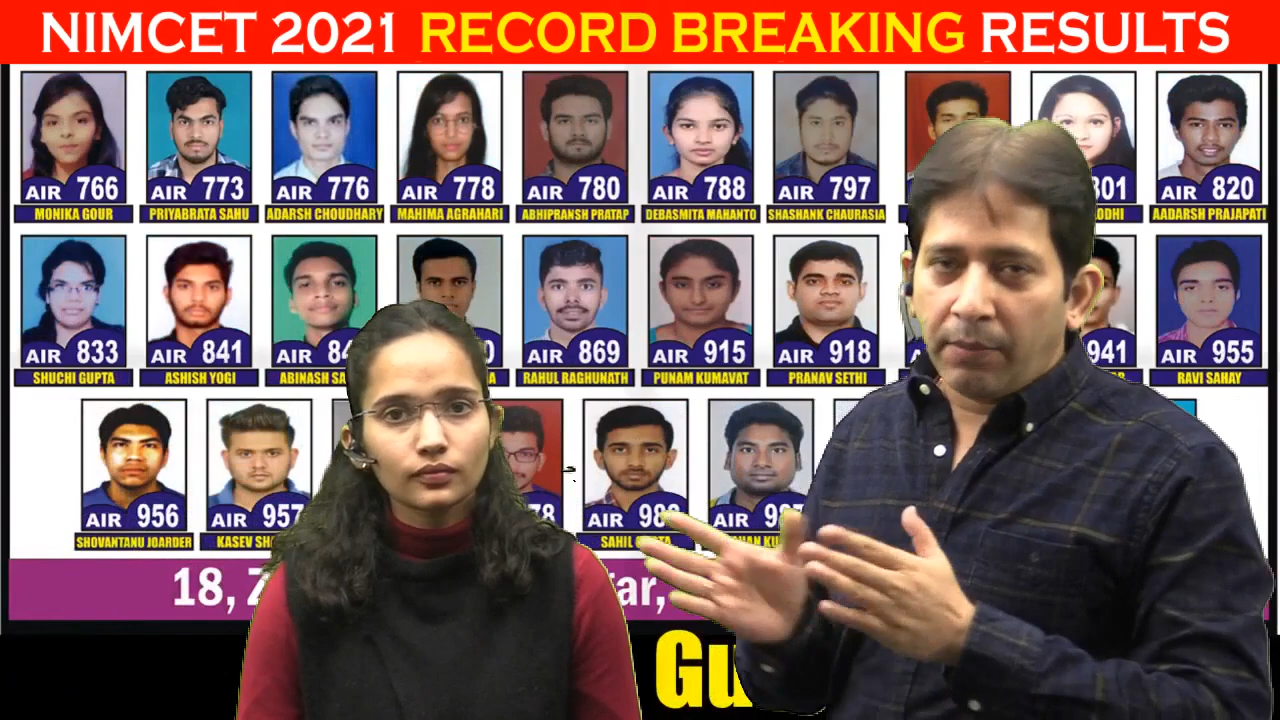 NIMCET 2021 RECORD BREAKING RESULTS
AIR 766 AIR 773 AIR 776 AIR 778 AIR 780 AIR 788 AIR 797 AIR 820
MONIKA GOUR PRIYABRATA SAHU ADARSH CHOUDHARY MAHIMA AGRAHARI ABHIPRANSH PRATAP DEBASMITA MAHANTO SHASHANK CHAURASIA AADARSH PRAJAPATI
AIR 833 AIR 841 AIR AIR 869 AIR 915 AIR 918 941 AIR 955
SHUCHI GUPTA ASHISH YOGI ABINASH RAHUL RAGHUNATH PUNAM KUMAVAT PRANAV SETHI RAVI SAHAY
AIR 956 AIR 957 AIR AIR
SHOVANTANU JOARDER KASEV SAHIL
18,